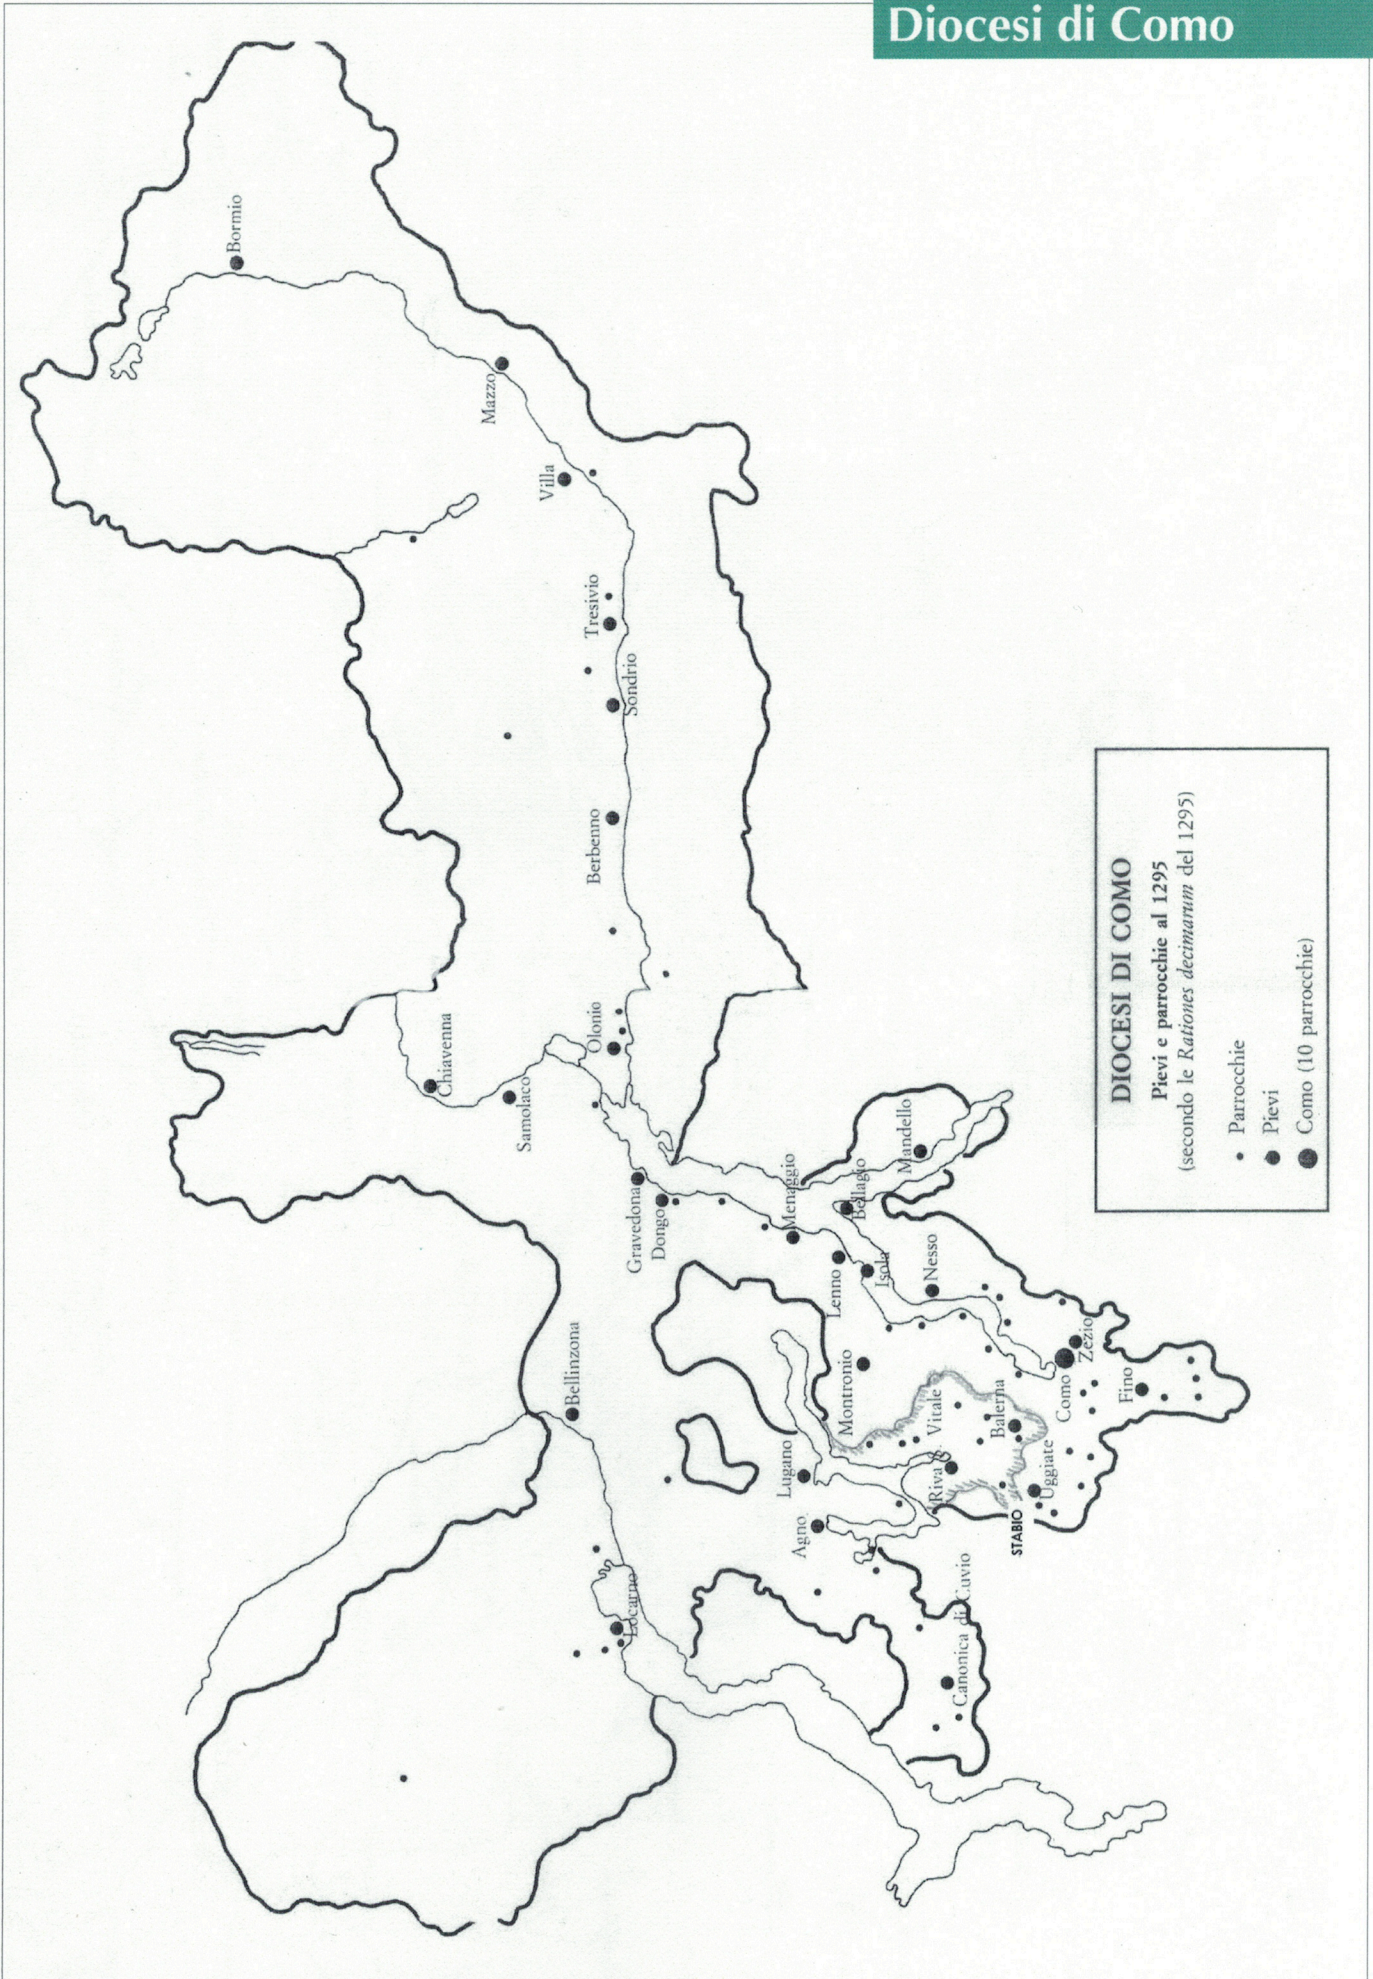 Diocesi di Como
Bormio
Mazzo
Villa
Tresivio
Sondrio
Berbenno
Chiavenna
Samolaco
Olonio
Gravedona
Dongo
Menaggio
Mandello
Bellagio
Lenno
Isola
Nesso
Bellinzona
Montronio
Lugano
Agno
Riva S. Vitale
Balerna
Como
Zezio
Fino
Uggiate
STABIO
Locarno
Canonica di Cuvio
DIOCESI DI COMO
Pievi e parrocchie al 1295
(secondo le Rationes decimarum del 1295)
Parrocchie
Pievi
Como (10 parrocchie)